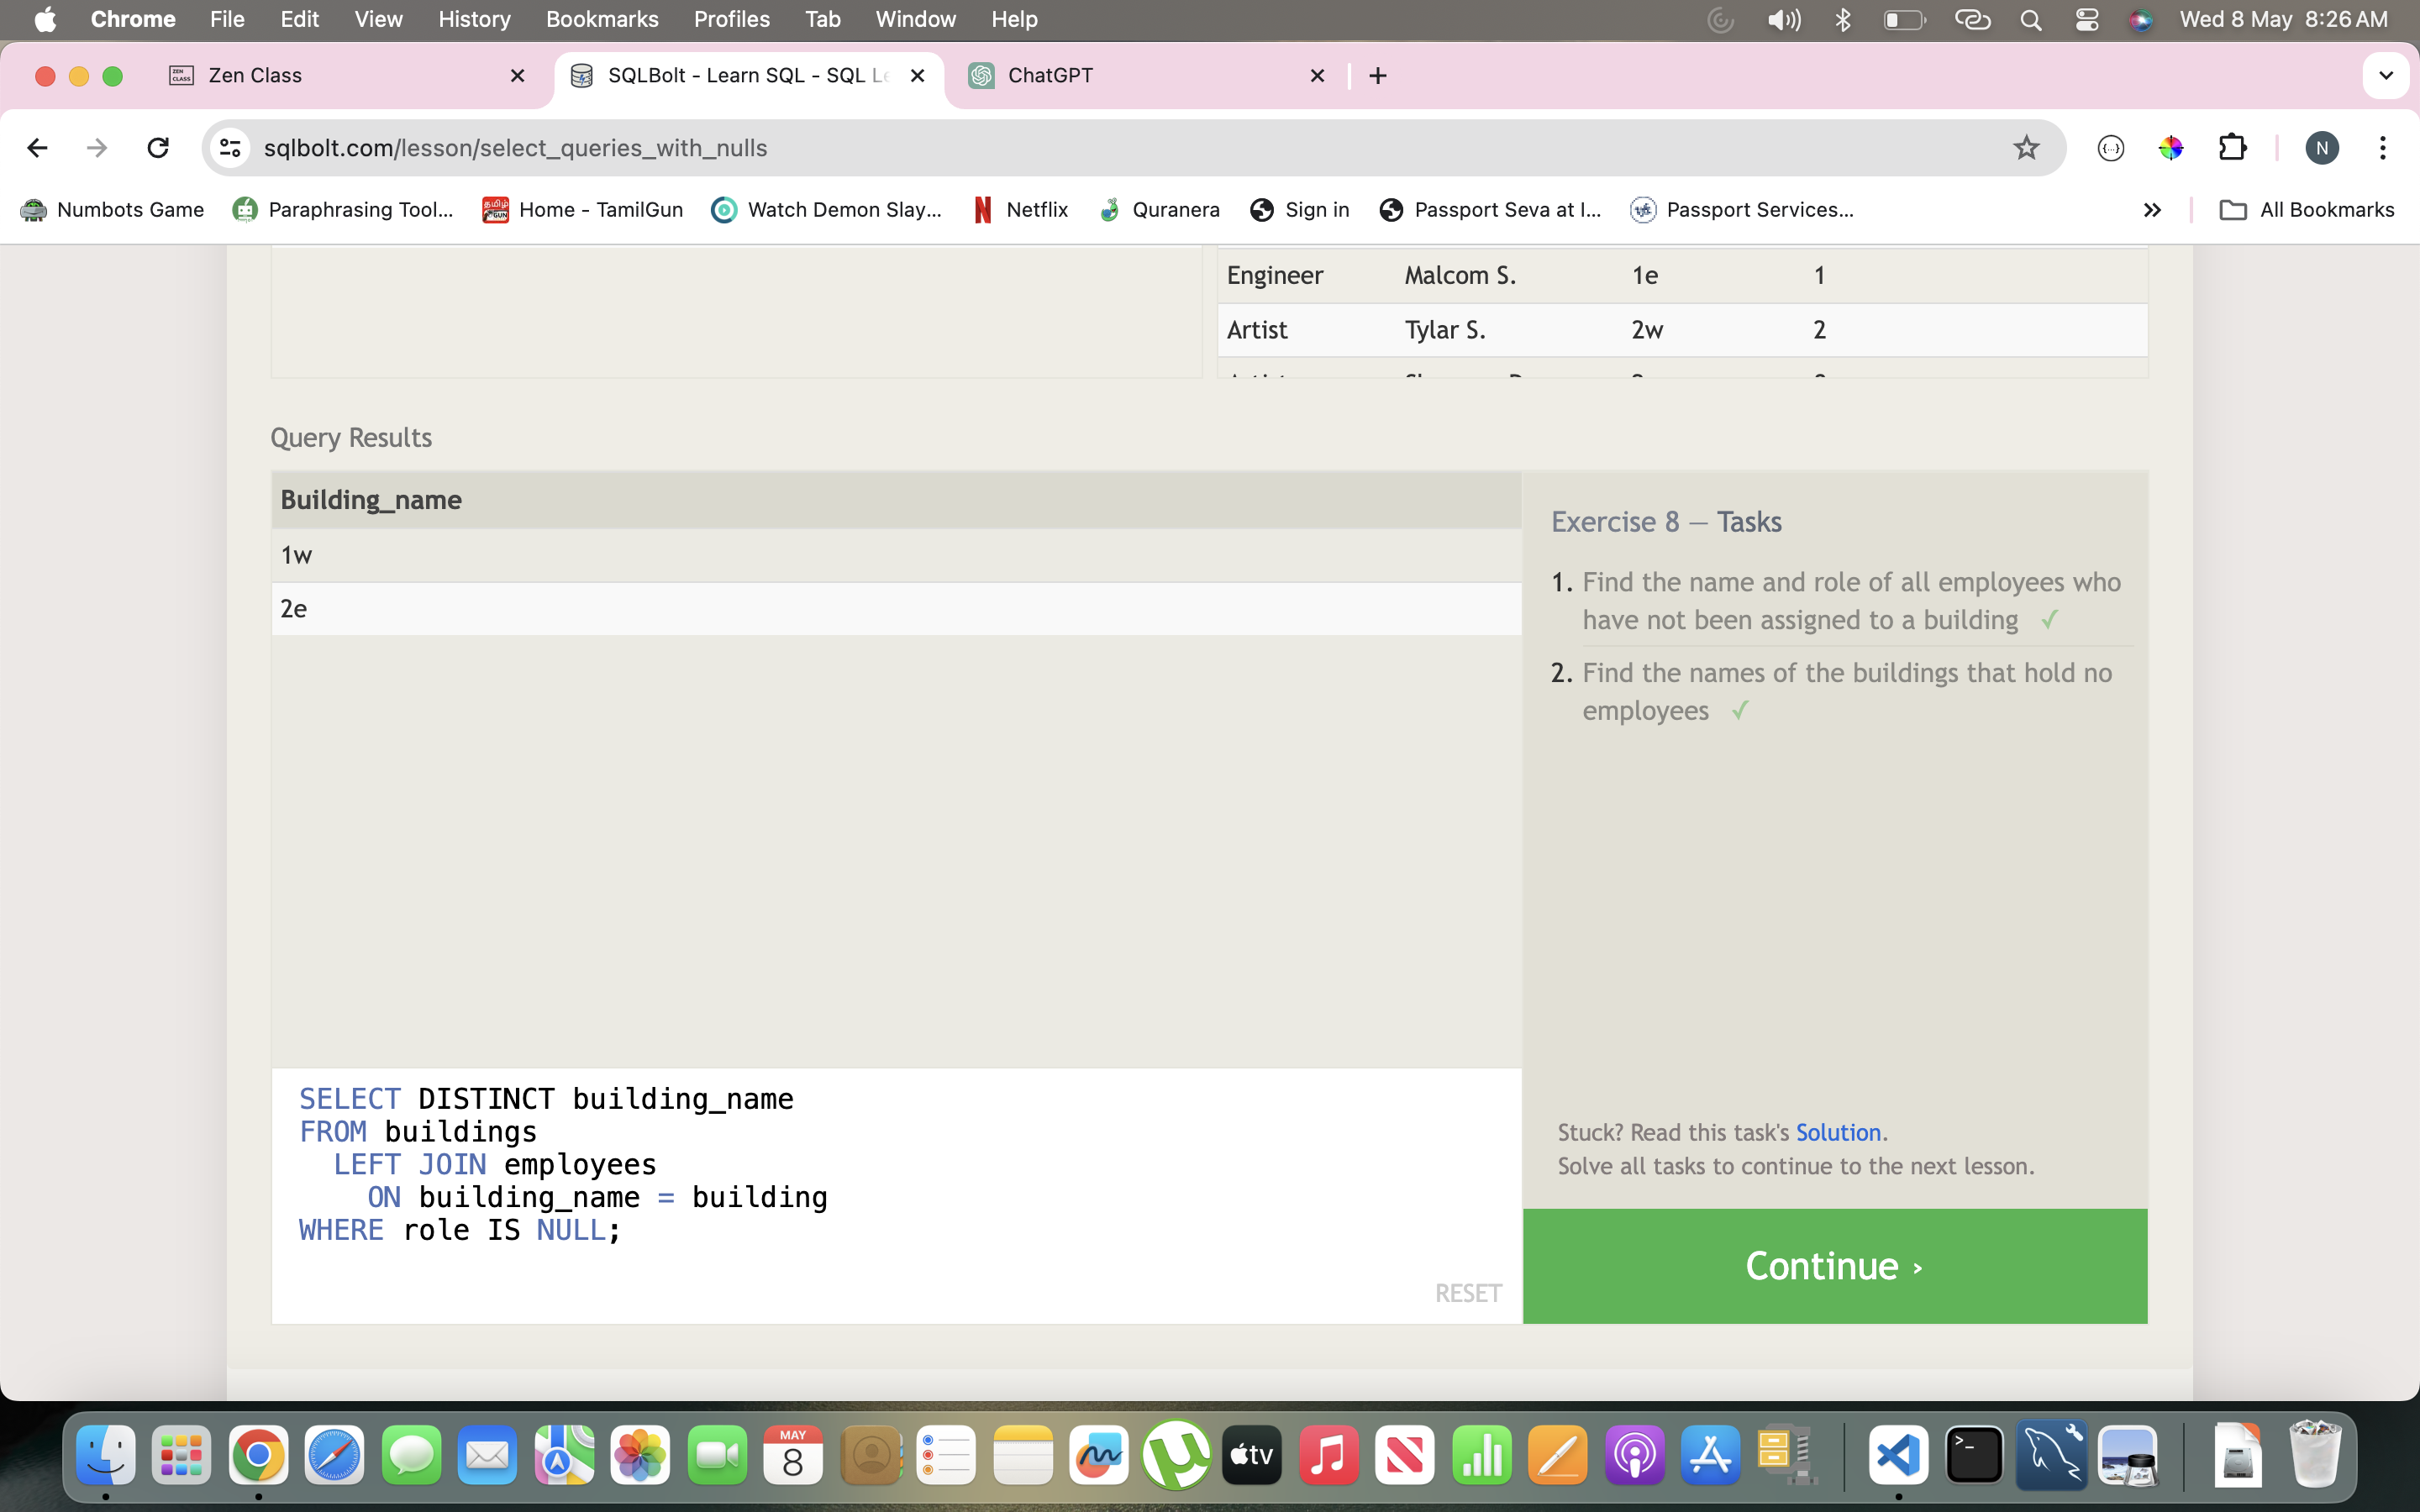 Chrome File Edit View History Bookmarks Profiles Tab Window Help Wed 8 May 8:26 AM
ZEN CLASS Zen Class SQLBolt - Learn SQL - SQL Le ChatGPT
sqlbolt.com/lesson/select_queries_with_nulls N
Numbots Game Paraphrasing Tool... Home - TamilGun Watch Demon Slay... Netflix Quranera Sign in Passport Seva at I... Passport Services... All Bookmarks
Engineer Malcom S. 1e 1
Artist Tylar S. 2w 2
Query Results
Building_name
1w
2e
Exercise 8 — Tasks
1. Find the name and role of all employees who
have not been assigned to a building ✓
2. Find the names of the buildings that hold no
employees ✓
SELECT DISTINCT building_name
FROM buildings
LEFT JOIN employees
ON building_name = building
WHERE role IS NULL;
RESET
Stuck? Read this task's Solution.
Solve all tasks to continue to the next lesson.
Continue ›
MAY
8
tv